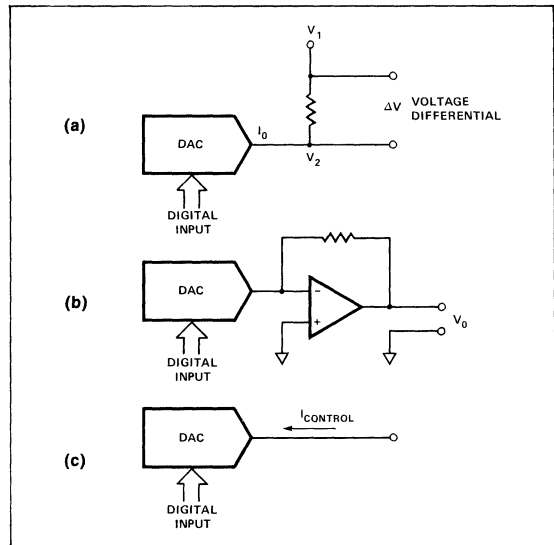 (a)
V1
ΔV VOLTAGE
DIFFERENTIAL
DAC
I0
V2
DIGITAL
INPUT
(b)
DAC
-
+
V0
DIGITAL
INPUT
(c)
DAC
ICONTROL
DIGITAL
INPUT